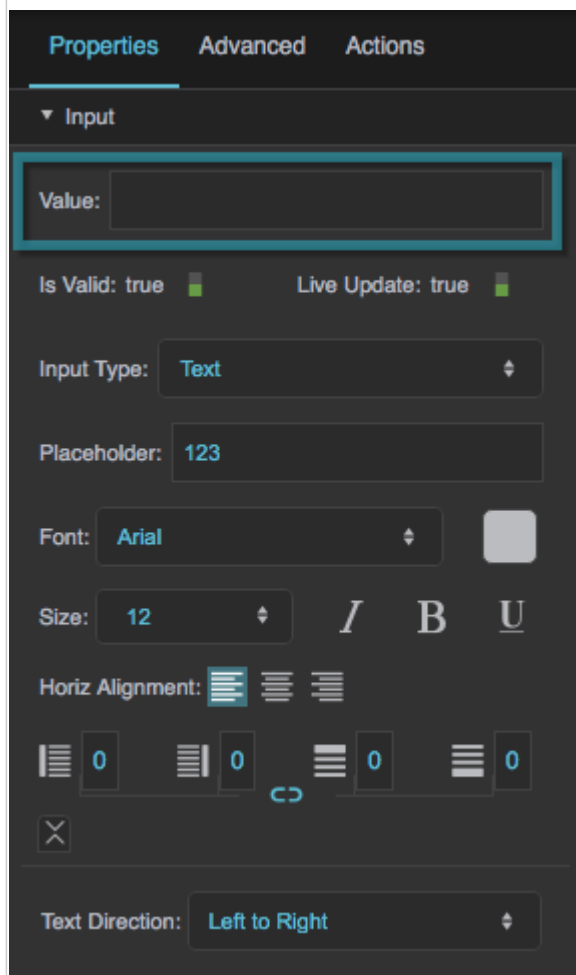 Properties Advanced Actions
Input
Value:
Is Valid: true Live Update: true
Input Type: Text
Placeholder: 123
Font: Arial
Size: 12 I B U
Horiz Alignment:
0 0 0 0
Text Direction: Left to Right